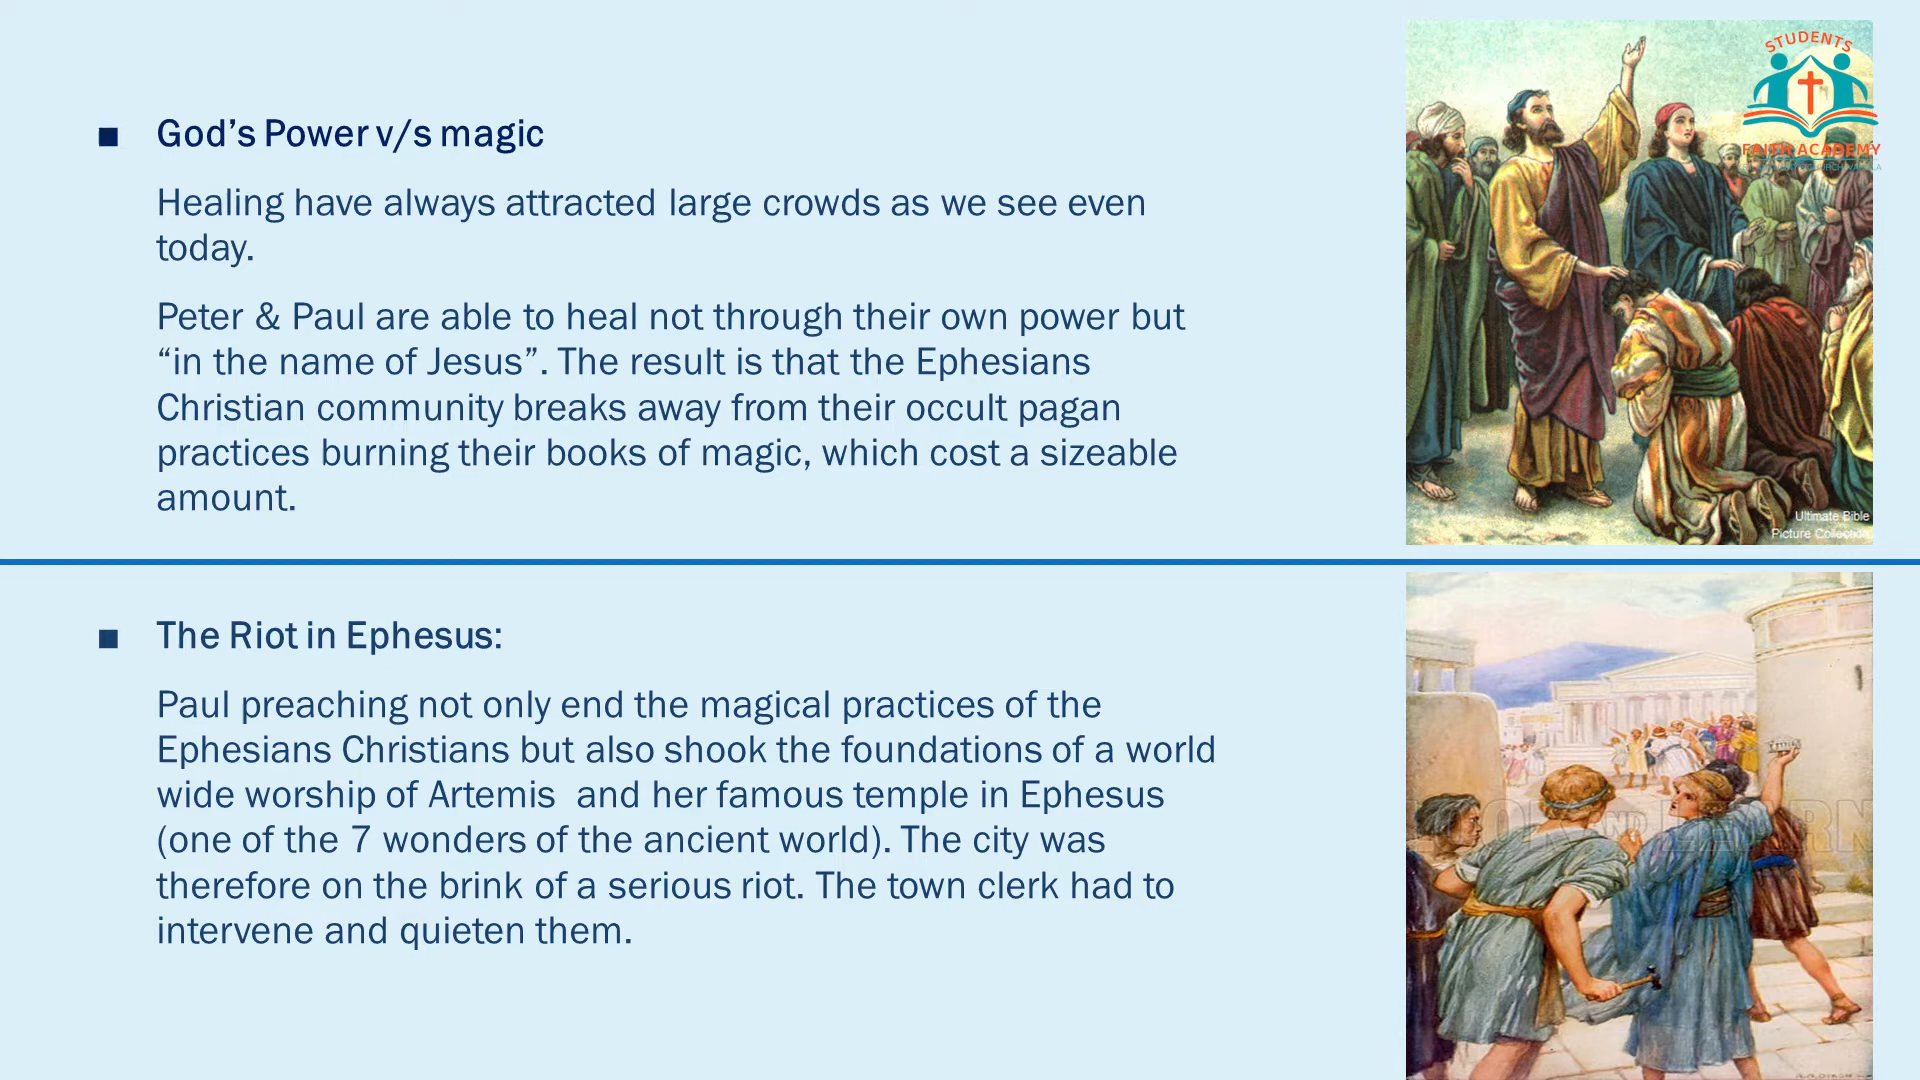 ■ God’s Power v/s magic
Healing have always attracted large crowds as we see even
today.
Peter & Paul are able to heal not through their own power but
“in the name of Jesus”. The result is that the Ephesians
Christian community breaks away from their occult pagan
practices burning their books of magic, which cost a sizeable
amount.
STUDENTS
FAITH ACADEMY
Ultimate Bible
Picture Collection
■ The Riot in Ephesus:
Paul preaching not only end the magical practices of the
Ephesians Christians but also shook the foundations of a world
wide worship of Artemis  and her famous temple in Ephesus
(one of the 7 wonders of the ancient world). The city was
therefore on the brink of a serious riot. The town clerk had to
intervene and quieten them.
LOOK AND LEARN